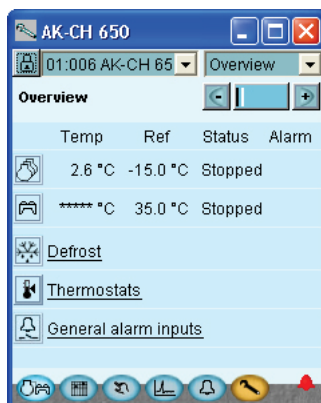 AK-CH 650
01:006 AK-CH 65 Overview
Overview
Temp Ref Status Alarm
2.6 °C -15.0 °C Stopped
***** °C 35.0 °C Stopped
Defrost
Thermostats
General alarm inputs